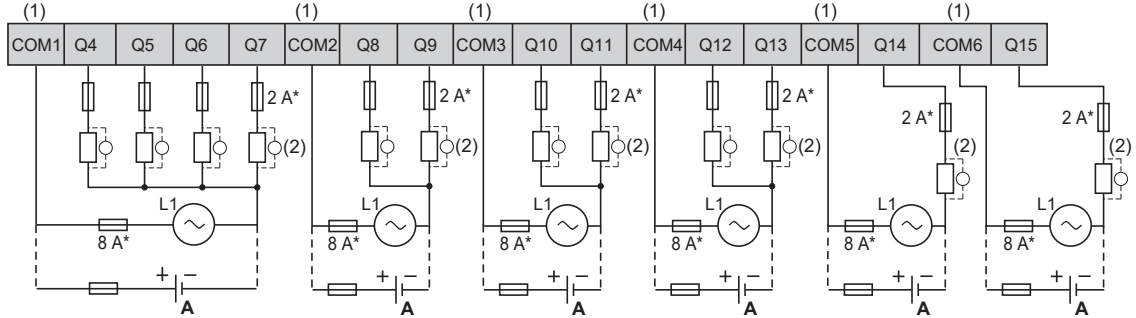 (1) (1) (1) (1) (1) (1)
COM1 Q4 Q5 Q6 Q7 COM2 Q8 Q9 COM3 Q10 Q11 COM4 Q12 Q13 COM5 Q14 COM6 Q15
2 A* 2 A* 2 A* 2 A* 2 A* 2 A*
(2) (2) (2) (2) (2) (2)
L1 L1 L1 L1 L1 L1
8 A* 8 A* 8 A* 8 A* 8 A* 8 A*
+ − + − + − + − + − + −
A A A A A A